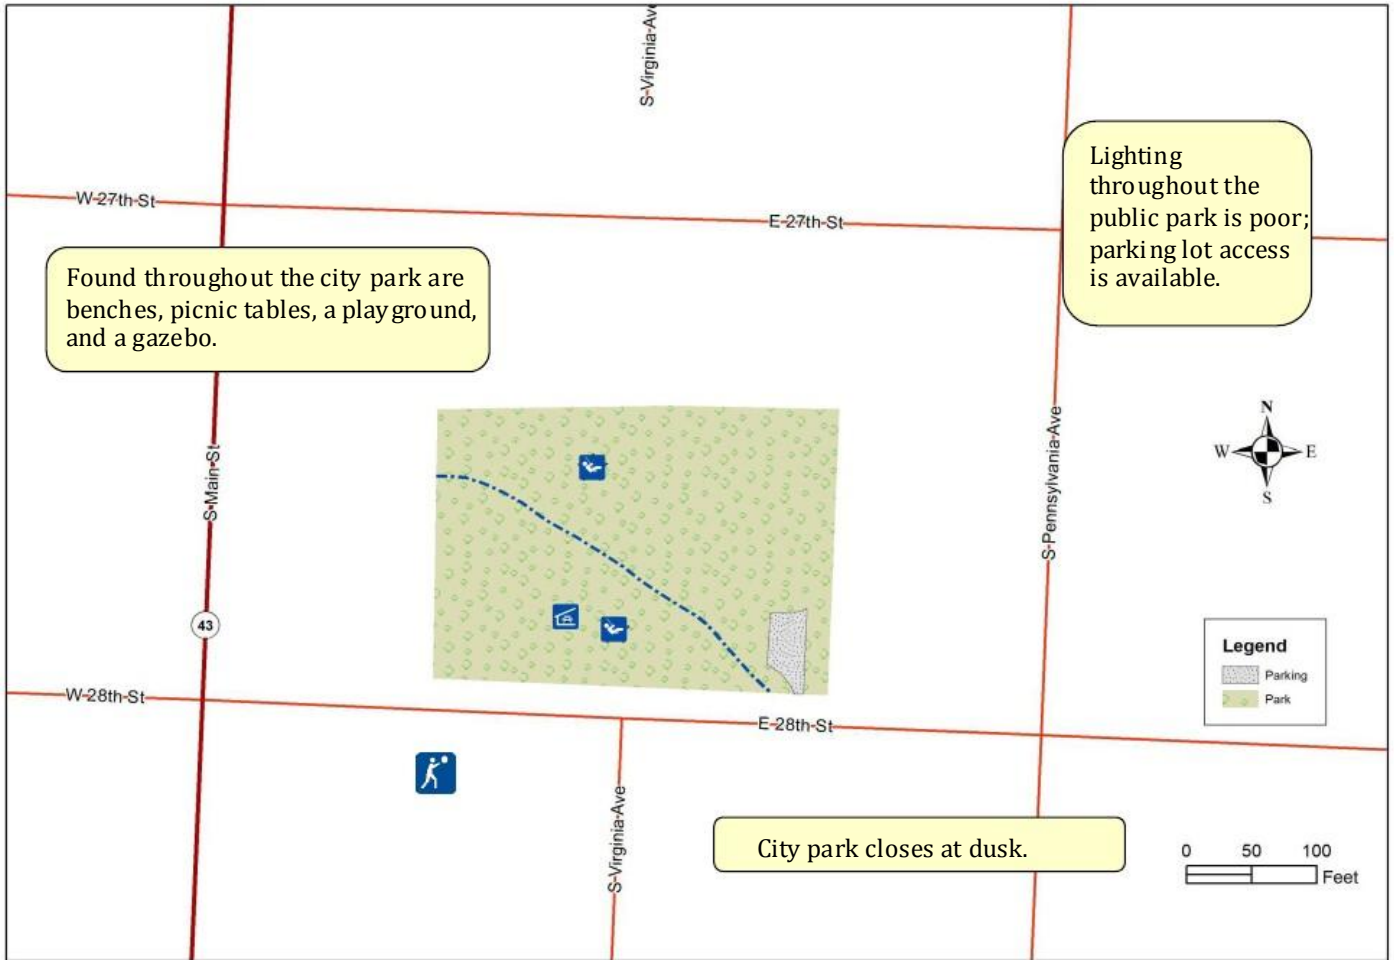 S-Virginia-Ave
W 27th-St
E-27th-St
Lighting
throughout the
public park is poor;
parking lot access
is available.
Found throughout the city park are
benches, picnic tables, a playground,
and a gazebo.
S-Main-St
S-Pennsylvania-Ave
N
W
E
S
43
Legend
Parking
Park
W-28th-St
E-28th-St
S-Virginia-Ave
City park closes at dusk.
0 50 100
Feet